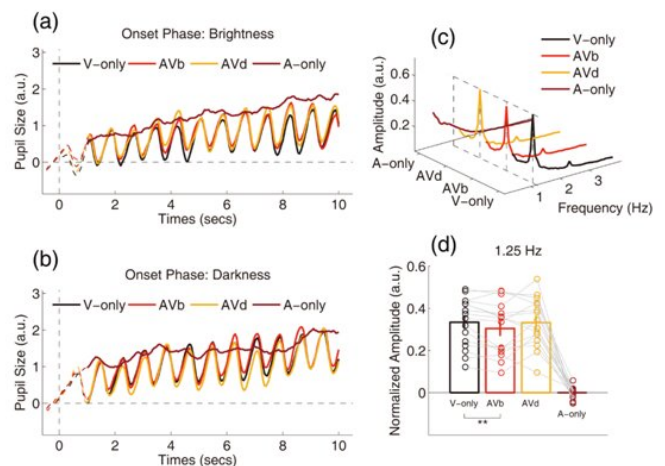 (a)
Onset Phase: Brightness
V-only AVb AVd A-only
Pupil Size (a.u.)
3
2
1
0
0 2 4 6 8 10
Times (secs)
(b)
Onset Phase: Darkness
V-only AVb AVd A-only
Pupil Size (a.u.)
3
2
1
0
0 2 4 6 8 10
Times (secs)
(c)
V-only
AVb
AVd
A-only
Amplitude (a.u.)
0.6
0.4
0.2
A-only
AVd
AVb
V-only
1 2 3
Frequency (Hz)
(d)
1.25 Hz
Normalized Amplitude (a.u.)
0.6
0.4
0.2
0
V-only AVb AVd A-only
**